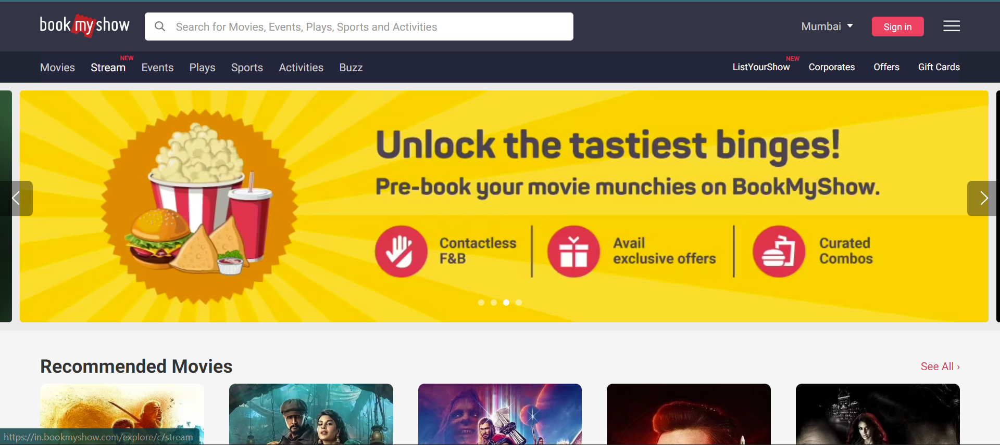 book my show
Search for Movies, Events, Plays, Sports and Activities
Mumbai
Sign in
Movies
Stream
NEW
Events
Plays
Sports
Activities
Buzz
ListYourShow
NEW
Corporates
Offers
Gift Cards
Unlock the tastiest binges!
Pre-book your movie munchies on BookMyShow.
Contactless
F&B
Avail
exclusive offers
Curated
Combos
Recommended Movies
See All ›
https://in.bookmyshow.com/explore/c/stream